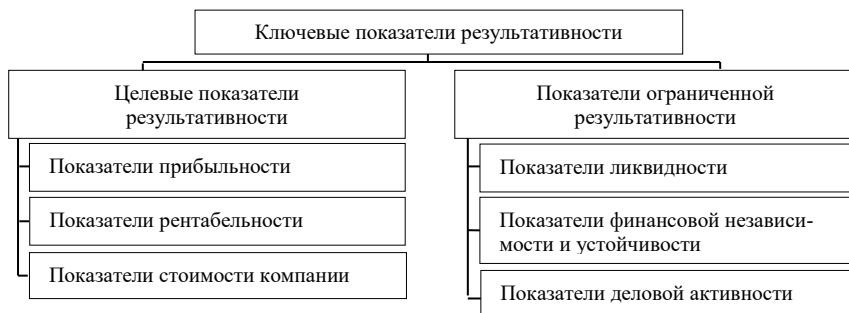 Ключевые показатели результативности
Целевые показатели
результативности
Показатели прибыльности
Показатели рентабельности
Показатели стоимости компании
Показатели ограниченной
результативности
Показатели ликвидности
Показатели финансовой независи-
мости и устойчивости
Показатели деловой активности